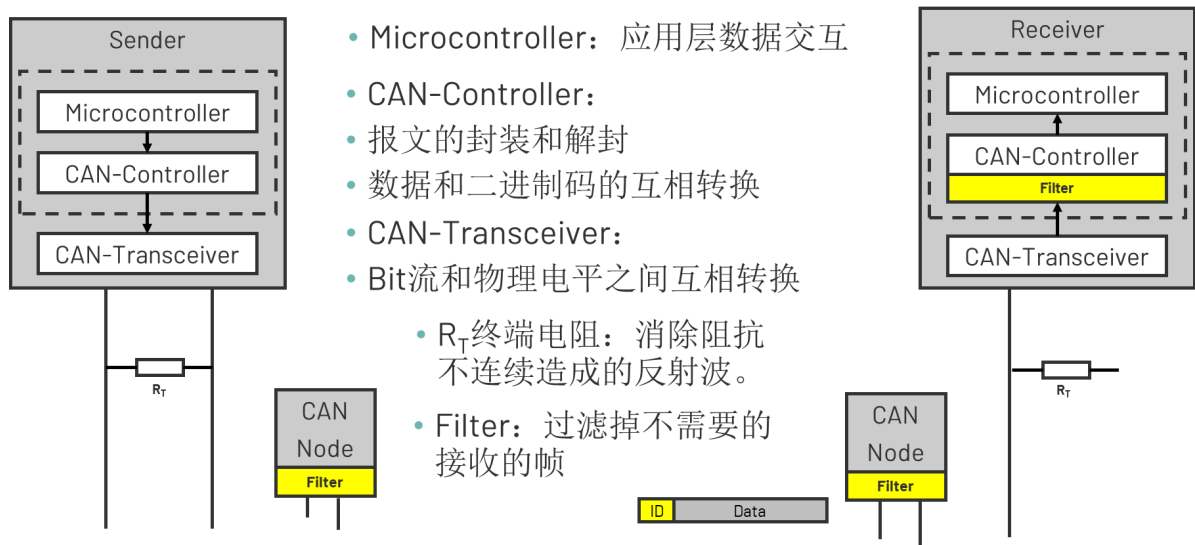 Sender
Microcontroller
CAN-Controller
CAN-Transceiver
R_T
CAN
Node
Filter
• Microcontroller：应用层数据交互
• CAN-Controller：
• 报文的封装和解封
• 数据和二进制码的互相转换
• CAN-Transceiver：
• Bit流和物理电平之间互相转换
• R_T终端电阻：消除阻抗
不连续造成的反射波。
• Filter：过滤掉不需要的
接收的帧
ID Data
Receiver
Microcontroller
CAN-Controller
Filter
CAN-Transceiver
R_T
CAN
Node
Filter